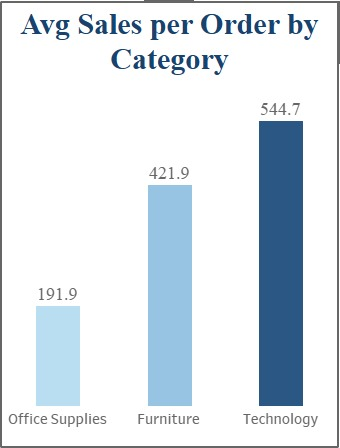 Avg Sales per Order by
Category
544.7
421.9
191.9
Office Supplies Furniture Technology